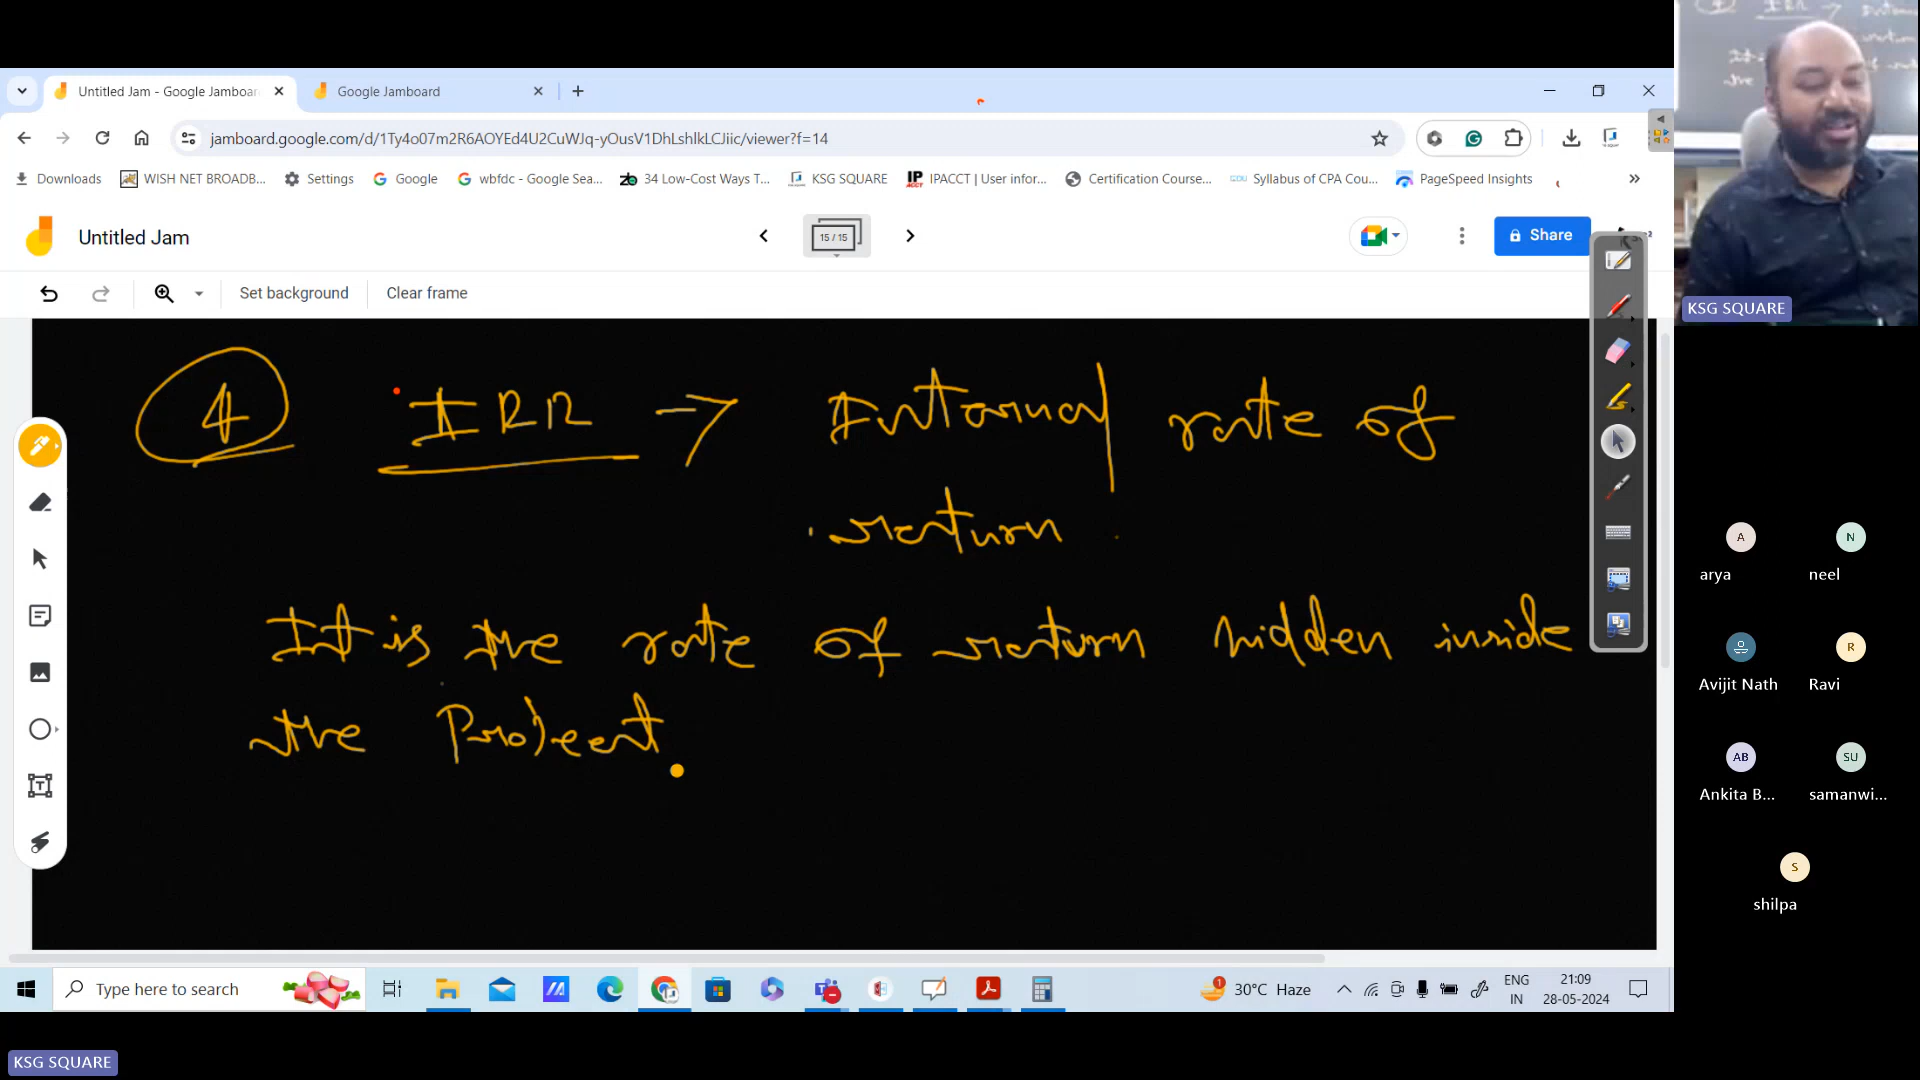 Untitled Jam - Google Jamboar
Google Jamboard
jamboard.google.com/d/1Ty4o07m2R6AOYEd4U2CuWJq-yOusV1DhLshlkLCJiic/viewer?f=14
Downloads
WISH NET BROADB...
Settings
Google
wbfdc - Google Sea...
34 Low-Cost Ways T...
KSG SQUARE
IPACCT | User infor...
Certification Course...
Syllabus of CPA Cou...
PageSpeed Insights
Untitled Jam
15 / 15
Share
Set background
Clear frame
4 IRR → Internal rate of
return
It is the rate of return hidden inside
the Project.
KSG SQUARE
A
arya
N
neel
Avijit Nath
R
Ravi
AB
Ankita B...
SU
samanwi...
S
shilpa
Type here to search
1
30°C Haze
ENG
IN
21:09
28-05-2024
KSG SQUARE